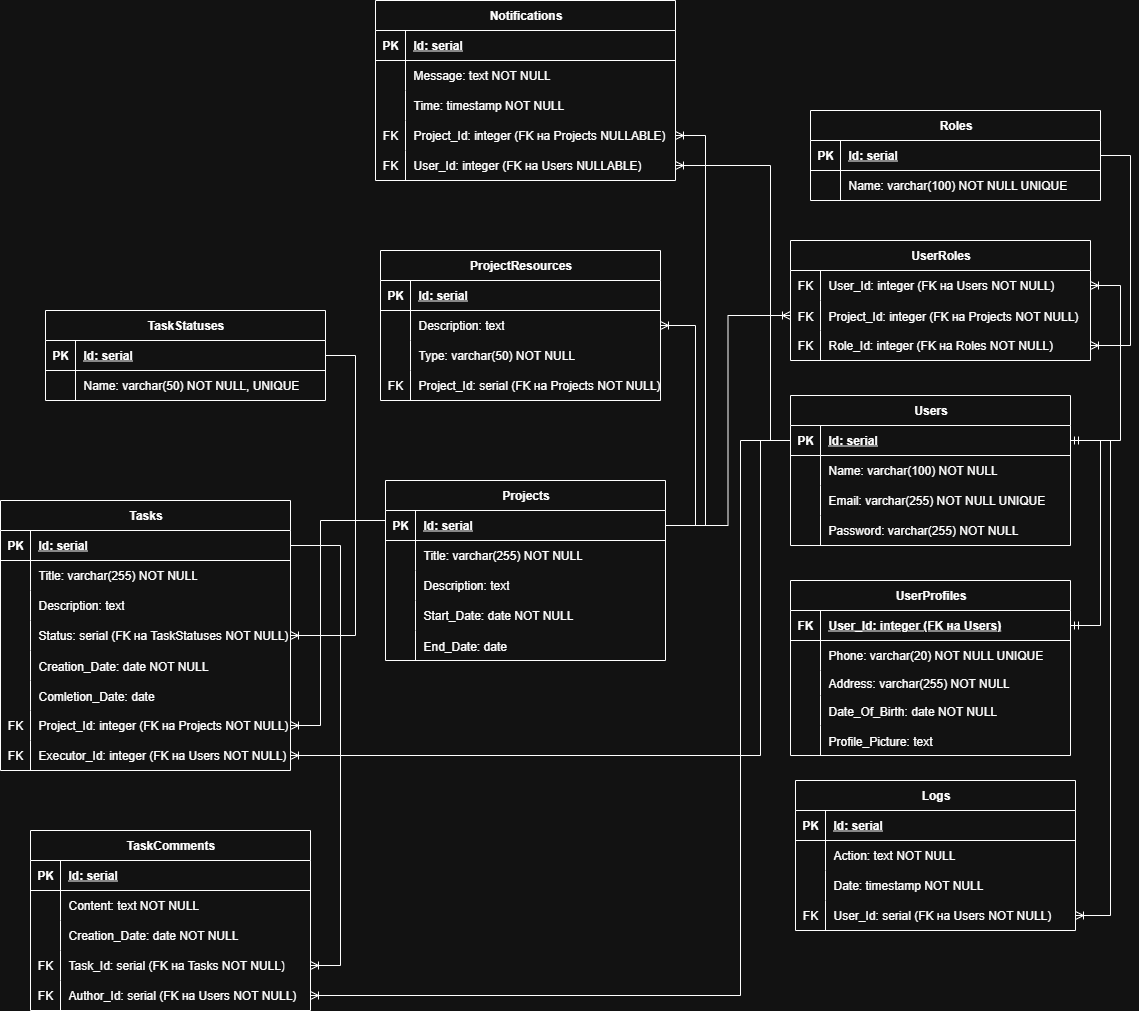 Notifications
PK Id: serial
Message: text NOT NULL
Time: timestamp NOT NULL
FK Project_Id: integer (FK на Projects NULLABLE)
FK User_Id: integer (FK на Users NULLABLE)
Roles
PK Id: serial
Name: varchar(100) NOT NULL UNIQUE
UserRoles
FK User_Id: integer (FK на Users NOT NULL)
FK Project_Id: integer (FK на Projects NOT NULL)
FK Role_Id: integer (FK на Roles NOT NULL)
ProjectResources
PK Id: serial
Description: text
Type: varchar(50) NOT NULL
FK Project_Id: serial (FK на Projects NOT NULL)
TaskStatuses
PK Id: serial
Name: varchar(50) NOT NULL, UNIQUE
Users
PK Id: serial
Name: varchar(100) NOT NULL
Email: varchar(255) NOT NULL UNIQUE
Password: varchar(255) NOT NULL
Projects
PK Id: serial
Title: varchar(255) NOT NULL
Description: text
Start_Date: date NOT NULL
End_Date: date
Tasks
PK Id: serial
Title: varchar(255) NOT NULL
Description: text
Status: serial (FK на TaskStatuses NOT NULL)
Creation_Date: date NOT NULL
Comletion_Date: date
FK Project_Id: integer (FK на Projects NOT NULL)
FK Executor_Id: integer (FK на Users NOT NULL)
UserProfiles
FK User_Id: integer (FK на Users)
Phone: varchar(20) NOT NULL UNIQUE
Address: varchar(255) NOT NULL
Date_Of_Birth: date NOT NULL
Profile_Picture: text
Logs
PK Id: serial
Action: text NOT NULL
Date: timestamp NOT NULL
FK User_Id: serial (FK на Users NOT NULL)
TaskComments
PK Id: serial
Content: text NOT NULL
Creation_Date: date NOT NULL
FK Task_Id: serial (FK на Tasks NOT NULL)
FK Author_Id: serial (FK на Users NOT NULL)